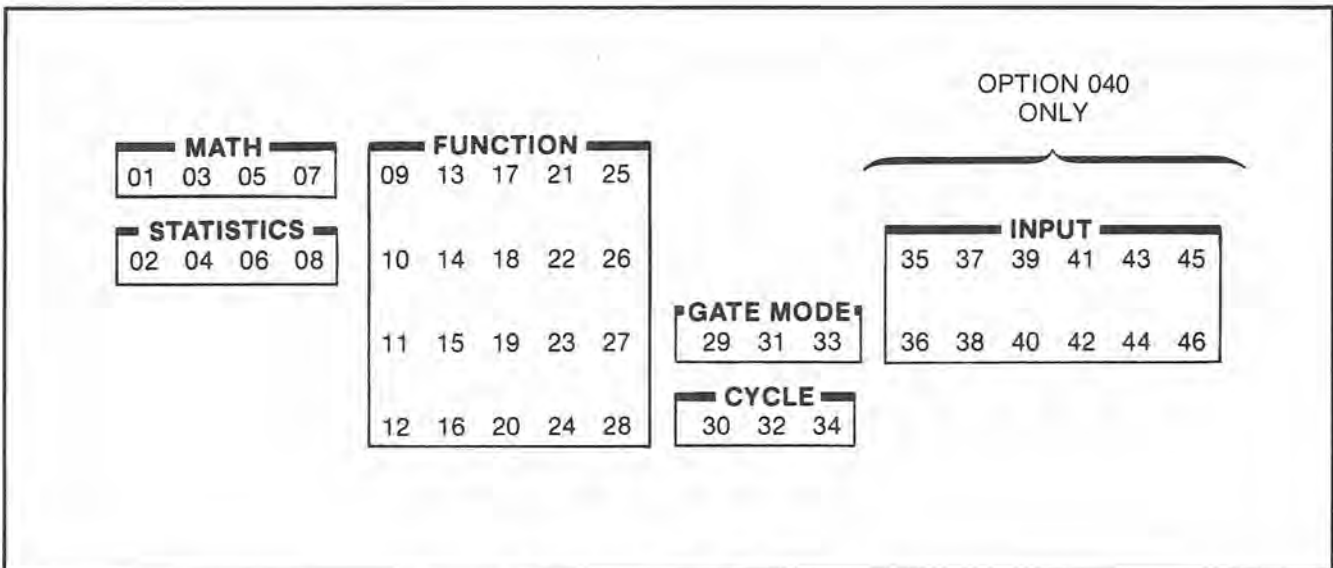 OPTION 040
ONLY
MATH
01 03 05 07
STATISTICS
02 04 06 08
FUNCTION
09 13 17 21 25
10 14 18 22 26
11 15 19 23 27
12 16 20 24 28
GATE MODE
29 31 33
CYCLE
30 32 34
INPUT
35 37 39 41 43 45
36 38 40 42 44 46